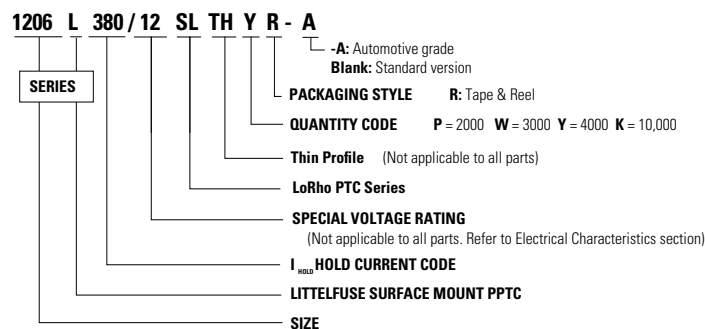 1206 L 380 / 12 SL TH Y R - A
-A: Automotive grade
Blank: Standard version
SERIES
PACKAGING STYLE R: Tape & Reel
QUANTITY CODE P = 2000 W = 3000 Y = 4000 K = 10,000
Thin Profile (Not applicable to all parts)
LoRho PTC Series
SPECIAL VOLTAGE RATING
(Not applicable to all parts. Refer to Electrical Characteristics section)
I HOLD HOLD CURRENT CODE
LITTELFUSE SURFACE MOUNT PPTC
SIZE